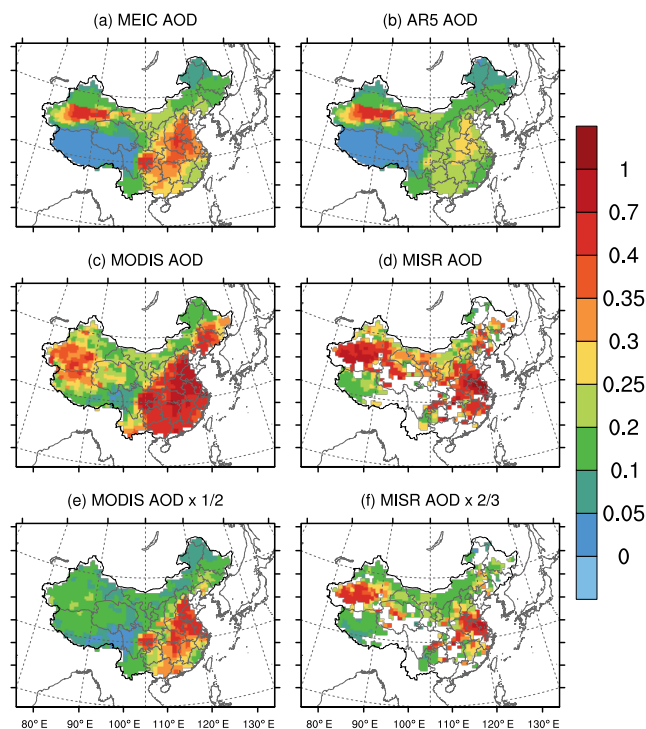 (a) MEIC AOD
(b) AR5 AOD
(c) MODIS AOD
(d) MISR AOD
(e) MODIS AOD x 1/2
(f) MISR AOD x 2/3
1
0.7
0.4
0.35
0.3
0.25
0.2
0.1
0.05
0
80° E 90° E 100° E 110° E 120° E 130° E
80° E 90° E 100° E 110° E 120° E 130° E